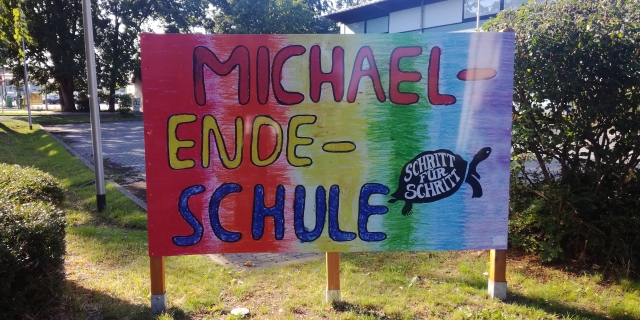 MICHAEL-
ENDE-
SCHULE
SCHRITT
FÜR
SCHRITT